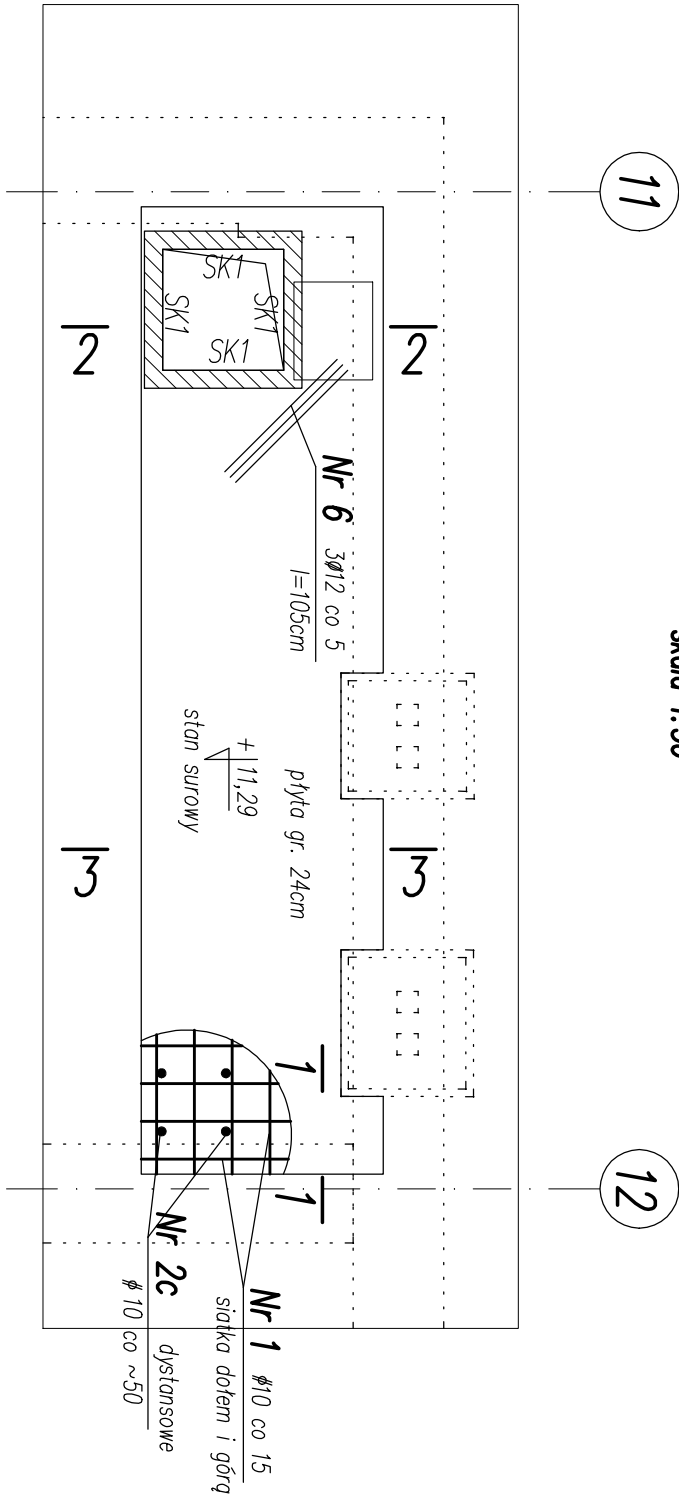 skala 1:50
11
12
SK1
SK1
SK1
SK1
2
2
Nr 6 3ø12 co 5
l=105cm
płyta gr. 24cm
+ 11,29
stan surowy
3
3
1
1
Nr 1 #10 co 15
siatka dołem i górą
Nr 2c dystansowe
# 10 co ~50